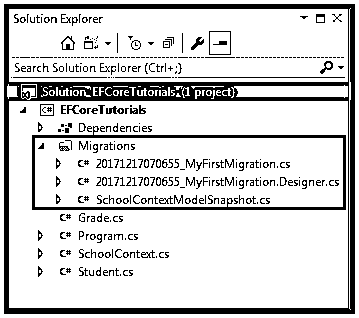 Solution Explorer
Search Solution Explorer (Ctrl+;)
Solution 'EFCoreTutorials' (1 project)
C# EFCoreTutorials
Dependencies
Migrations
C# 20171217070655_MyFirstMigration.cs
C# 20171217070655_MyFirstMigration.Designer.cs
C# SchoolContextModelSnapshot.cs
C# Grade.cs
C# Program.cs
C# SchoolContext.cs
C# Student.cs